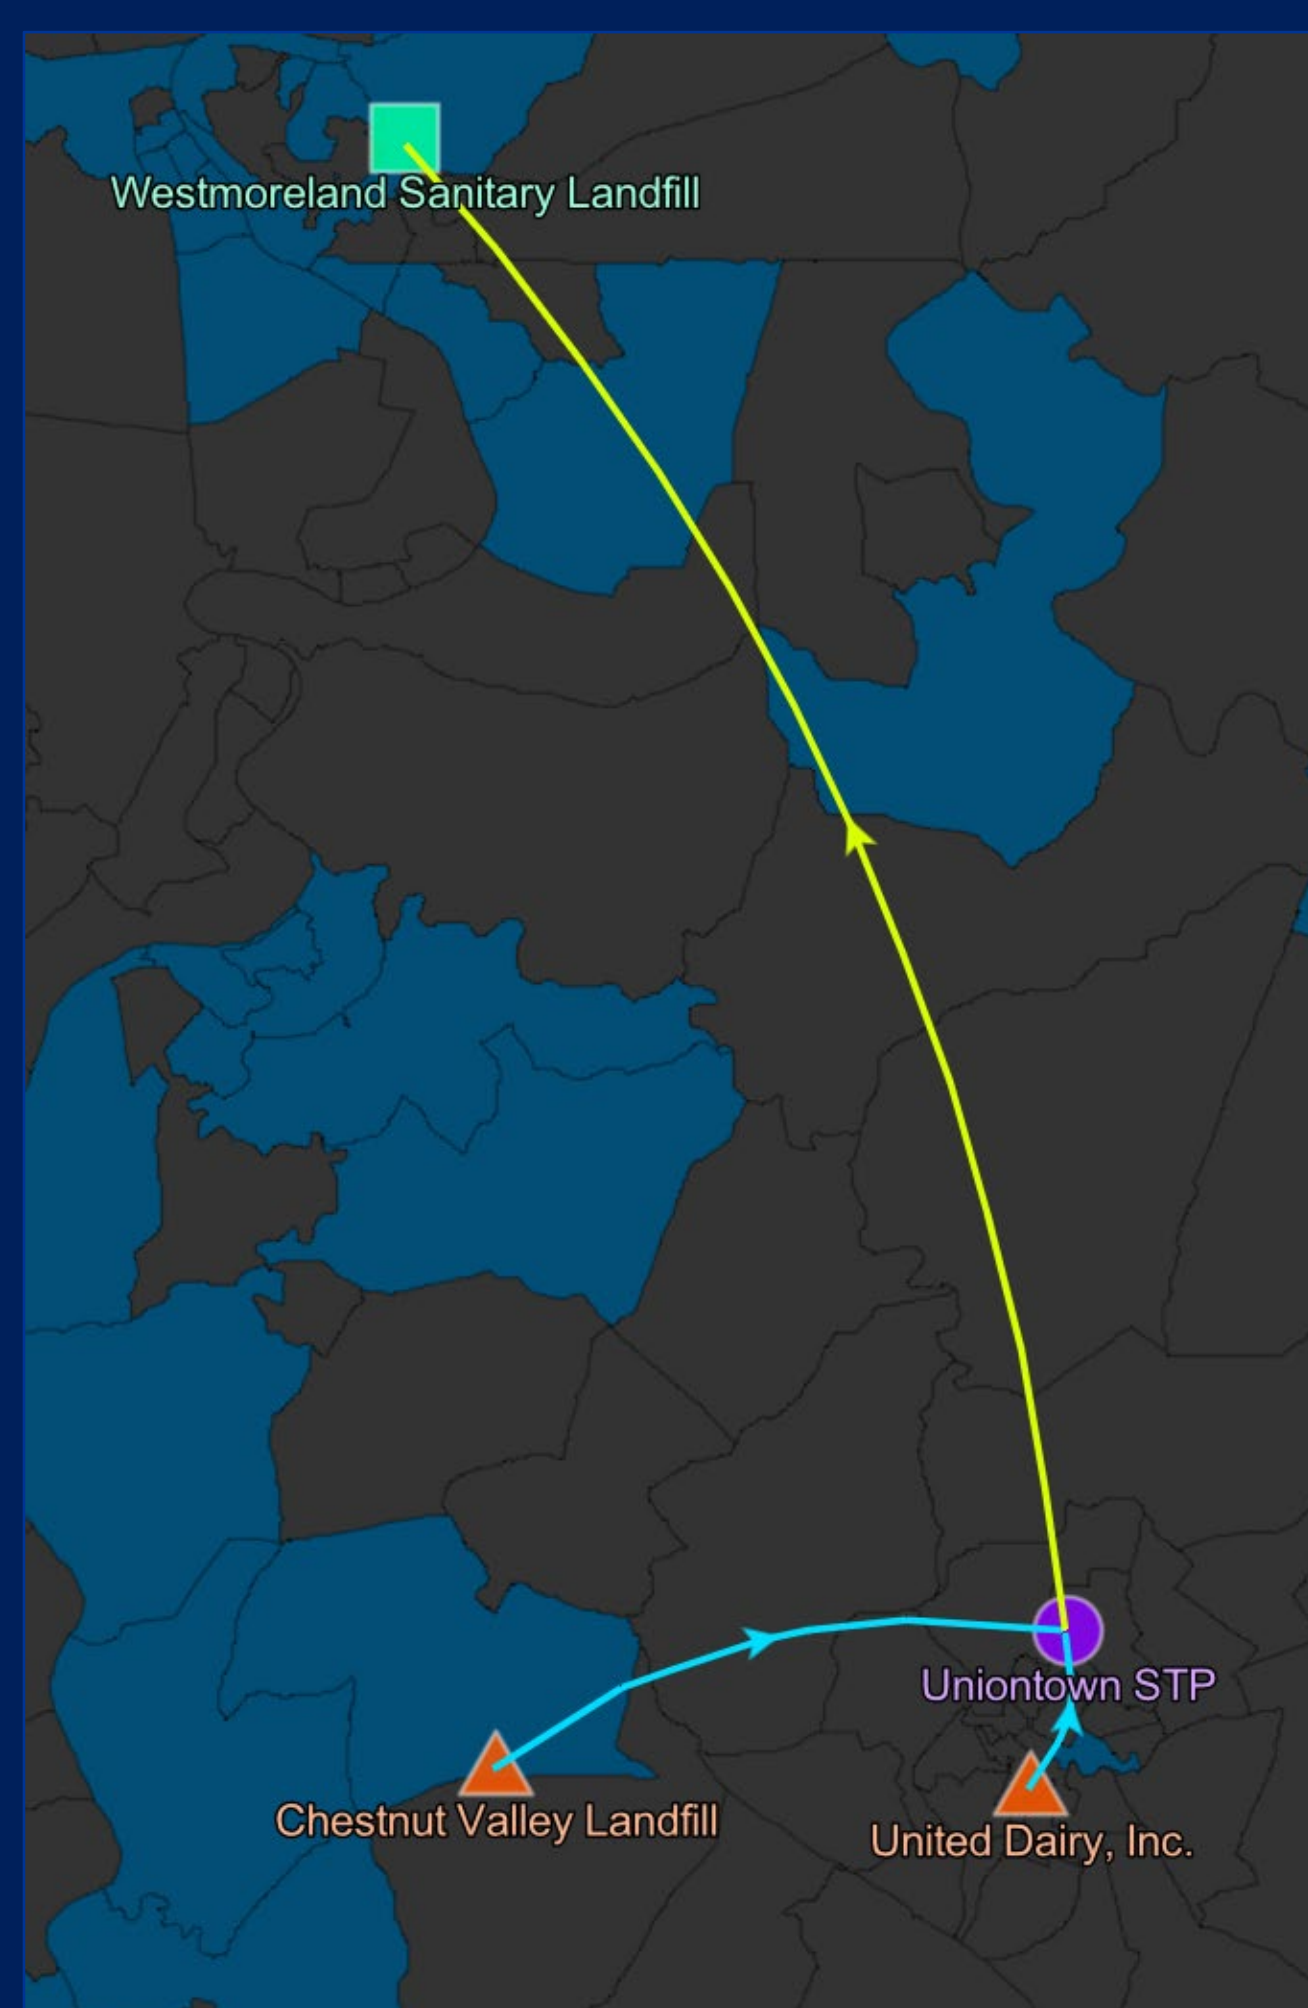 Westmoreland Sanitary Landfill
Uniontown STP
Chestnut Valley Landfill
United Dairy, Inc.